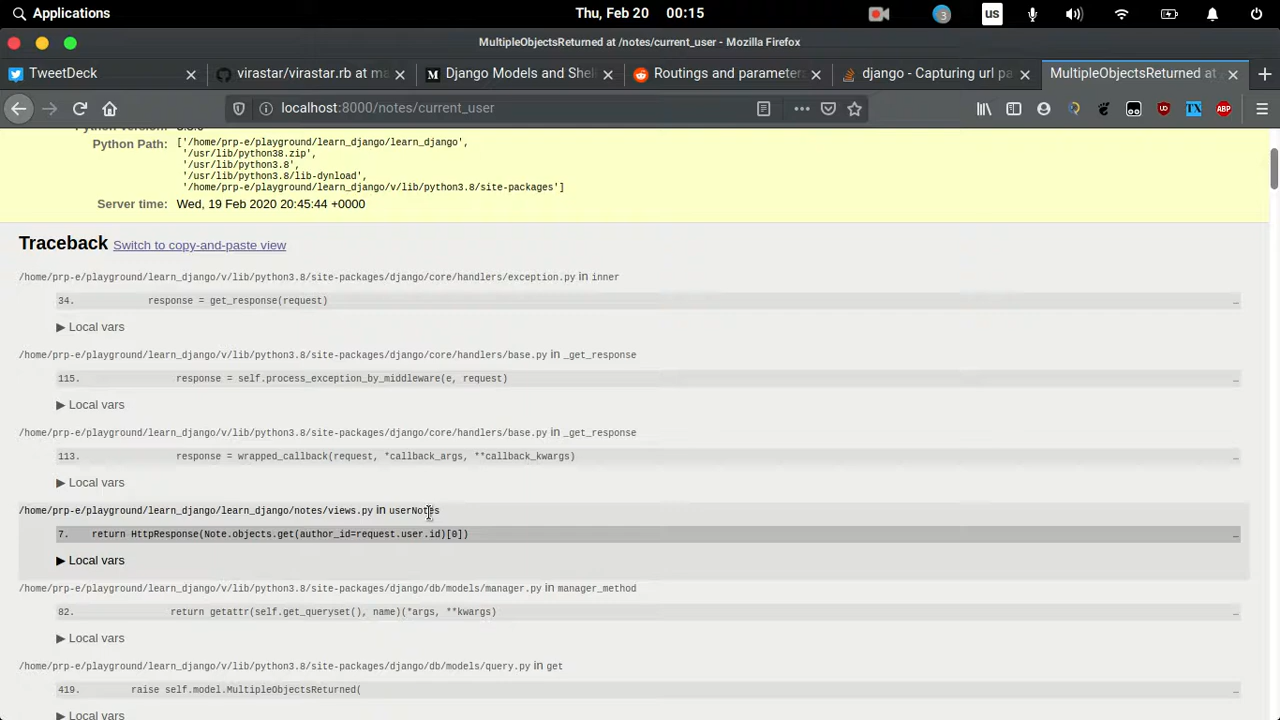 Applications
Thu, Feb 20 00:15
3
us
MultipleObjectsReturned at /notes/current_user - Mozilla Firefox
TweetDeck
virastar/virastar.rb at ma
Django Models and Shel
Routings and parameter
django - Capturing url pa
MultipleObjectsReturned at
localhost:8000/notes/current_user
TX
ABP
Python Path:
['/home/prp-e/playground/learn_django/learn_django',
'/usr/lib/python38.zip',
'/usr/lib/python3.8',
'/usr/lib/python3.8/lib-dynload',
'/home/prp-e/playground/learn_django/v/lib/python3.8/site-packages']
Server time: Wed, 19 Feb 2020 20:45:44 +0000
Traceback Switch to copy-and-paste view
/home/prp-e/playground/learn_django/v/lib/python3.8/site-packages/django/core/handlers/exception.py in inner
34. response = get_response(request) …
▶ Local vars
/home/prp-e/playground/learn_django/v/lib/python3.8/site-packages/django/core/handlers/base.py in _get_response
115. response = self.process_exception_by_middleware(e, request) …
▶ Local vars
/home/prp-e/playground/learn_django/v/lib/python3.8/site-packages/django/core/handlers/base.py in _get_response
113. response = wrapped_callback(request, *callback_args, **callback_kwargs) …
▶ Local vars
/home/prp-e/playground/learn_django/learn_django/notes/views.py in userNotes
7. return HttpResponse(Note.objects.get(author_id=request.user.id)[0]) …
▶ Local vars
/home/prp-e/playground/learn_django/v/lib/python3.8/site-packages/django/db/models/manager.py in manager_method
82. return getattr(self.get_queryset(), name)(*args, **kwargs) …
▶ Local vars
/home/prp-e/playground/learn_django/v/lib/python3.8/site-packages/django/db/models/query.py in get
419. raise self.model.MultipleObjectsReturned( …
▶ Local vars